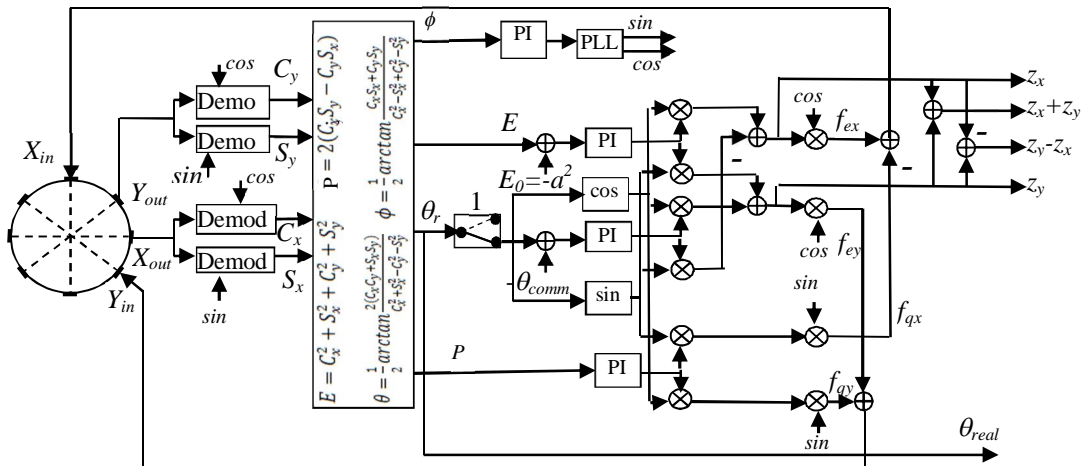 ϕ
sin
PI
PLL
cos
cos
C_y
Demo
Demo
S_y
sin
cos
X_in
Y_out
Demod
C_x
X_out
Demod
S_x
Y_in
sin
E = C_x^2 + S_x^2 + C_y^2 + S_y^2
P = 2(C_xS_y − C_yS_x)
θ = 1/2 arctan 2(C_xC_y+S_xS_y)/(C_x^2+S_x^2−C_y^2−S_y^2)
ϕ = 1/2 arctan (C_xS_x+C_yS_y)/(C_x^2−S_x^2+C_y^2−S_y^2)
E
PI
E_0=-a^2
cos
θ_r
1
PI
-θ_comm
sin
P
PI
-
cos
f_ex
-
cos
f_ey
sin
f_qx
f_qy
sin
z_x
z_x+z_y
-
z_y-z_x
z_y
θ_real